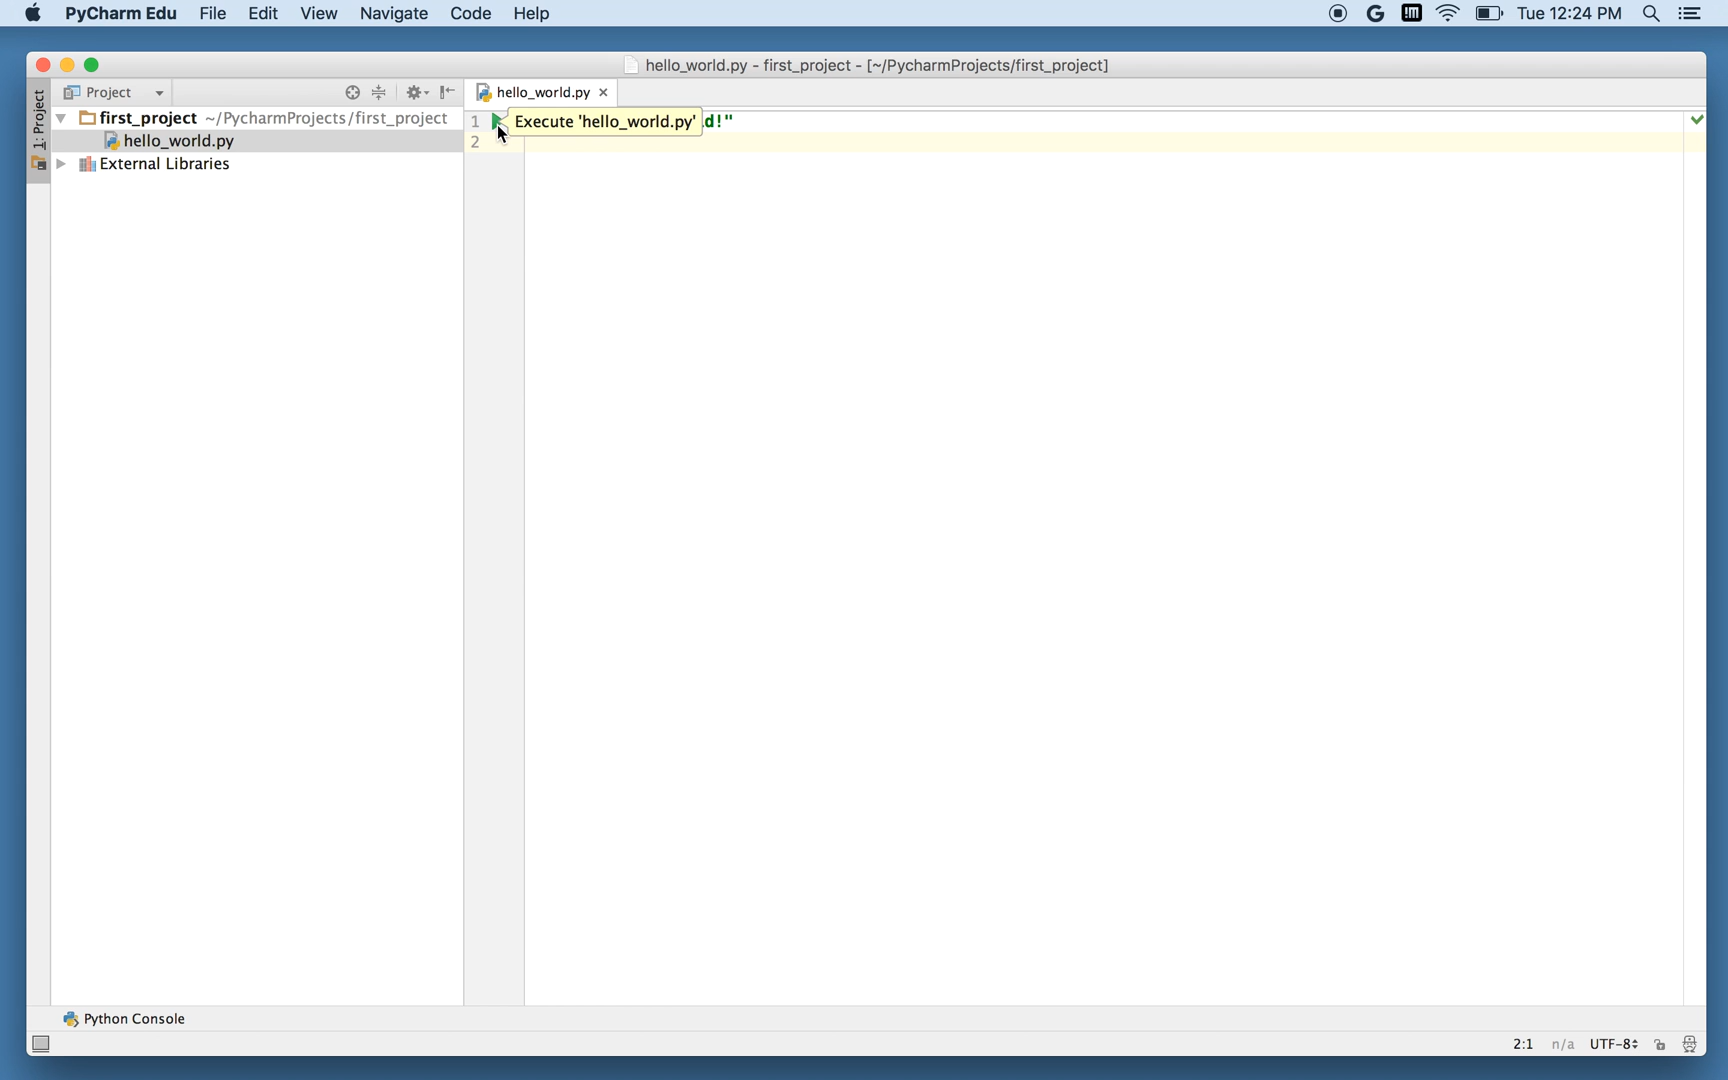 PyCharm Edu File Edit View Navigate Code Help Tue 12:24 PM
hello_world.py - first_project - [~/PycharmProjects/first_project]
1: Project
Project
hello_world.py
first_project ~/PycharmProjects/first_project
hello_world.py
External Libraries
1 Execute 'hello_world.py' d!"
2
Python Console
2:1 n/a UTF-8